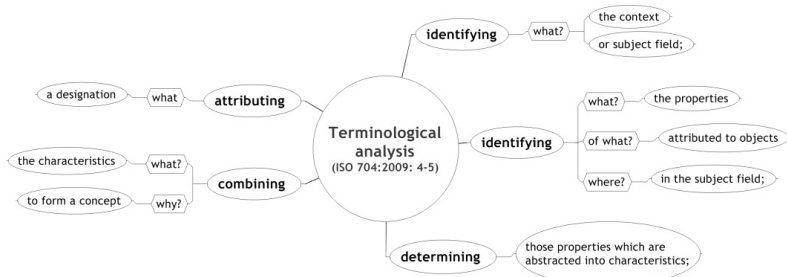 Terminological
analysis
(ISO 704:2009: 4-5)
identifying
what?
the context
or subject field;
identifying
what?
the properties
of what?
attributed to objects
where?
in the subject field;
determining
those properties which are
abstracted into characteristics;
combining
what?
the characteristics
why?
to form a concept
attributing
what
a designation